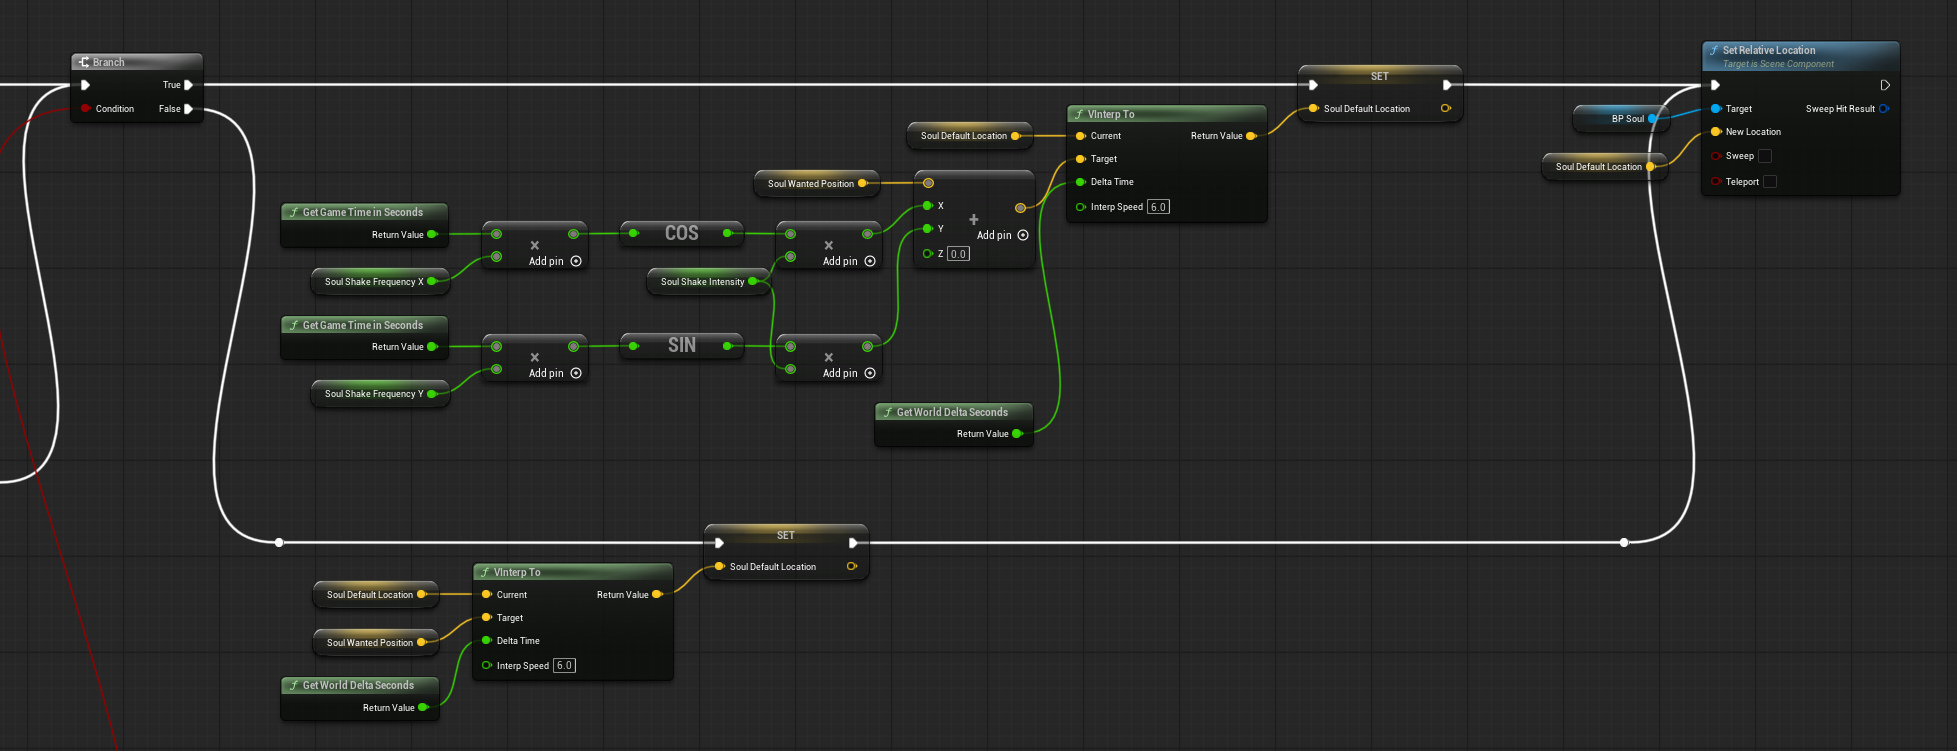 Branch
True
Condition
False
SET
Soul Default Location
Set Relative Location
Target is Scene Component
Target
Sweep Hit Result
New Location
Sweep
Teleport
BP Soul
Soul Default Location
VInterp To
Current
Return Value
Target
Delta Time
Interp Speed 6.0
Soul Default Location
Soul Wanted Position
X
Y
Z 0.0
+
Add pin
Get Game Time in Seconds
Return Value
Soul Shake Frequency X
×
Add pin
COS
Soul Shake Intensity
×
Add pin
Get Game Time in Seconds
Return Value
Soul Shake Frequency Y
×
Add pin
SIN
×
Add pin
Get World Delta Seconds
Return Value
SET
Soul Default Location
VInterp To
Current
Return Value
Target
Delta Time
Interp Speed 6.0
Soul Default Location
Soul Wanted Position
Get World Delta Seconds
Return Value